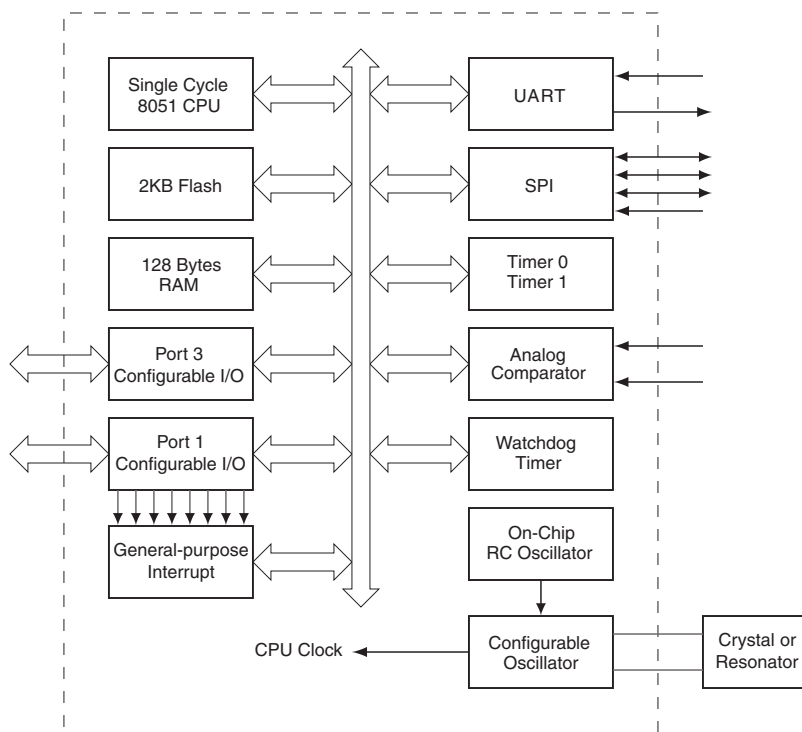 Single Cycle
8051 CPU
UART
2KB Flash
SPI
128 Bytes
RAM
Timer 0
Timer 1
Port 3
Configurable I/O
Analog
Comparator
Port 1
Configurable I/O
Watchdog
Timer
General-purpose
Interrupt
On-Chip
RC Oscillator
CPU Clock
Configurable
Oscillator
Crystal or
Resonator